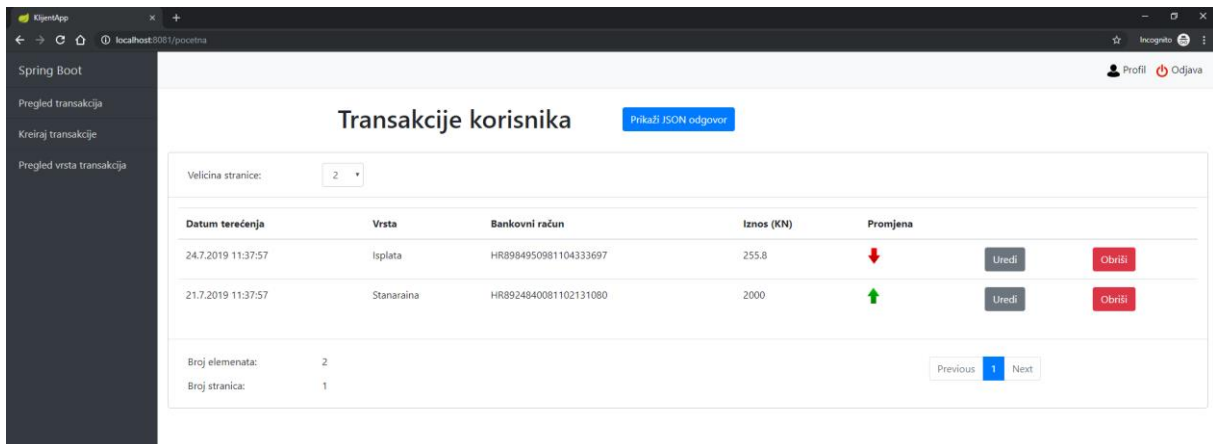 KlijentApp
localhost:8081/pocetna
Incognito
Spring Boot
Profil Odjava
Pregled transakcija
Kreiraj transakcije
Pregled vrsta transakcija
Transakcije korisnika Prikaži JSON odgovor
Velicina stranice: 2
Datum terećenja Vrsta Bankovni račun Iznos (KN) Promjena
24.7.2019 11:37:57 Isplata HR8984950981104333697 255.8 Uredi Obriši
21.7.2019 11:37:57 Stanaraina HR8924840081102131080 2000 Uredi Obriši
Broj elemenata: 2
Broj stranica: 1
Previous 1 Next